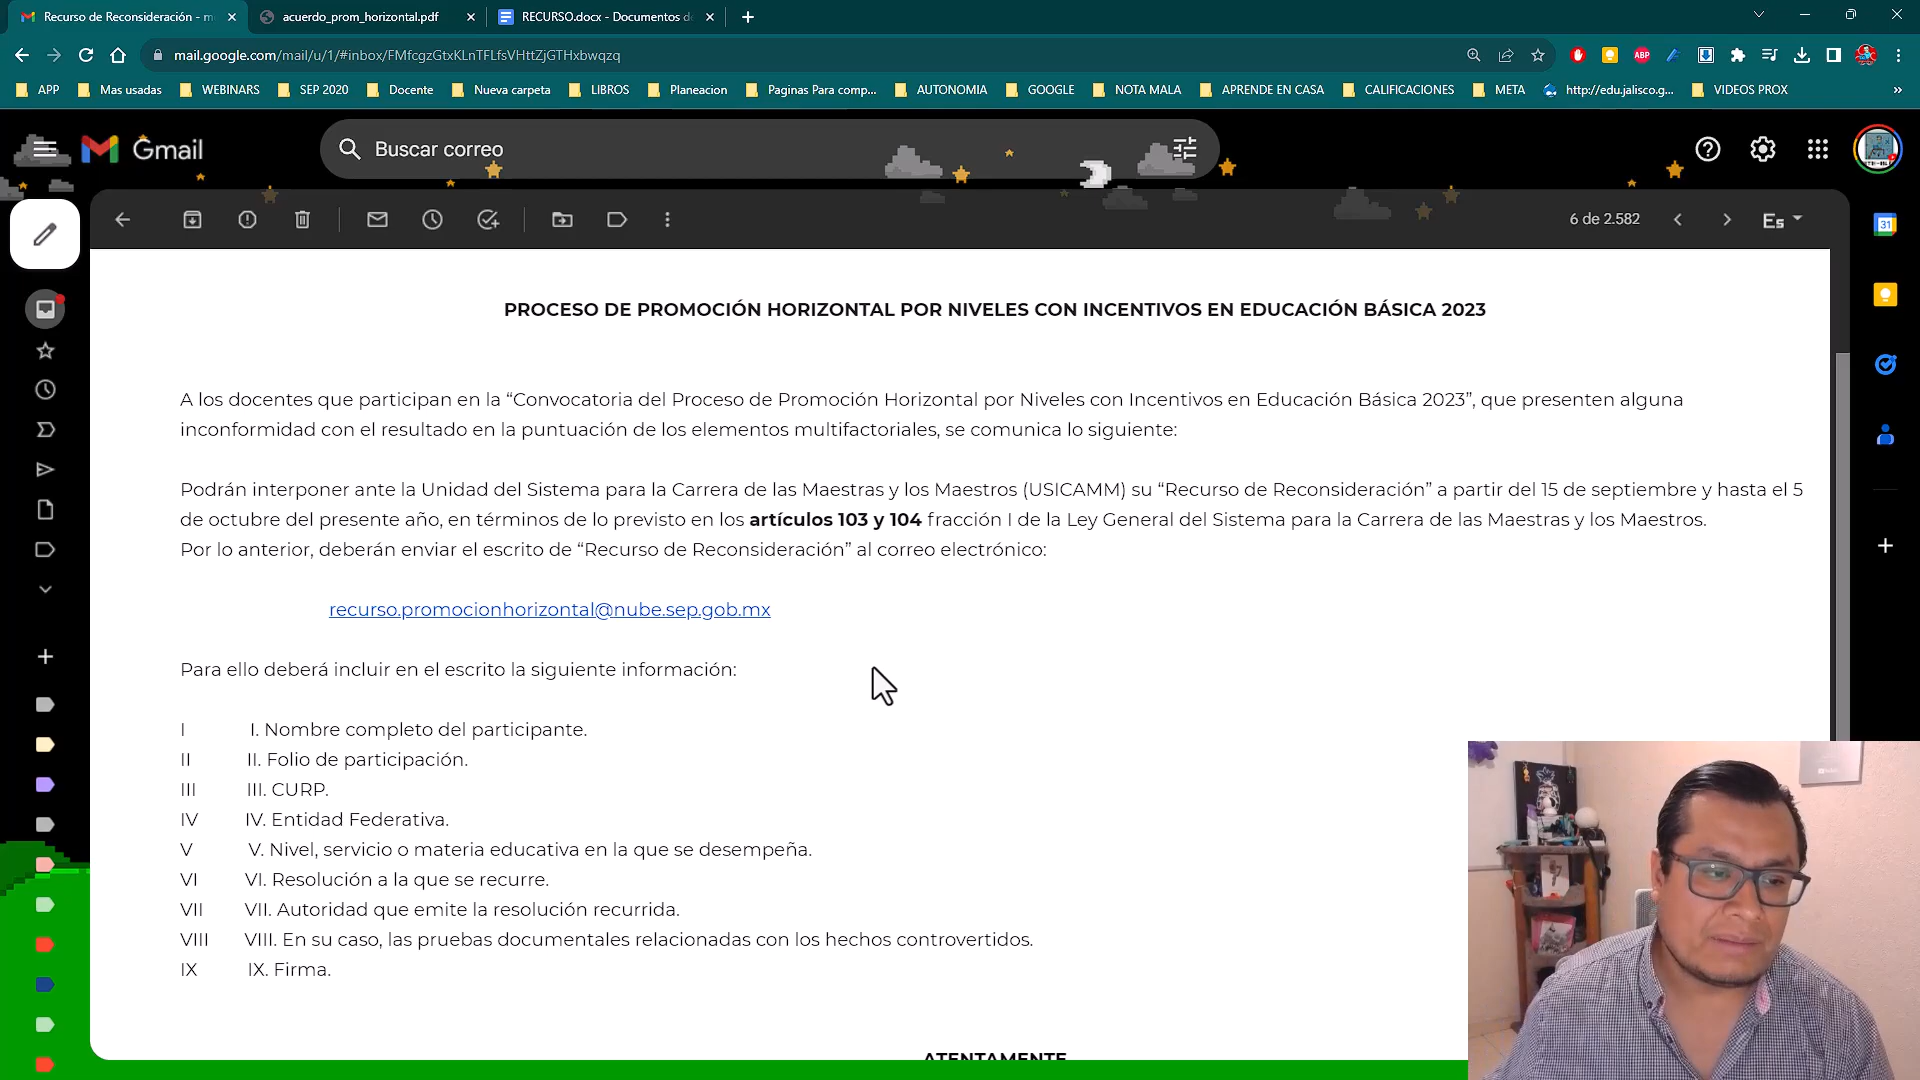 Recurso de Reconsideración - m
acuerdo_prom_horizontal.pdf
RECURSO.docx - Documentos de
mail.google.com/mail/u/1/#inbox/FMfcgzGtxKLnTFLfsVHttZjGTHxbwqzq
ABP
APP
Mas usadas
WEBINARS
SEP 2020
Docente
Nueva carpeta
LIBROS
Planeacion
Paginas Para comp...
AUTONOMIA
GOOGLE
NOTA MALA
APRENDE EN CASA
CALIFICACIONES
META
http://edu.jalisco.g...
VIDEOS PROX
»
Gmail
Buscar correo
6 de 2.582
Es
31
PROCESO DE PROMOCIÓN HORIZONTAL POR NIVELES CON INCENTIVOS EN EDUCACIÓN BÁSICA 2023
A los docentes que participan en la “Convocatoria del Proceso de Promoción Horizontal por Niveles con Incentivos en Educación Básica 2023”, que presenten alguna
inconformidad con el resultado en la puntuación de los elementos multifactoriales, se comunica lo siguiente:
Podrán interponer ante la Unidad del Sistema para la Carrera de las Maestras y los Maestros (USICAMM) su “Recurso de Reconsideración” a partir del 15 de septiembre y hasta el 5
de octubre del presente año, en términos de lo previsto en los artículos 103 y 104 fracción I de la Ley General del Sistema para la Carrera de las Maestras y los Maestros.
Por lo anterior, deberán enviar el escrito de “Recurso de Reconsideración” al correo electrónico:
recurso.promocionhorizontal@nube.sep.gob.mx
Para ello deberá incluir en el escrito la siguiente información:
I I. Nombre completo del participante.
II II. Folio de participación.
III III. CURP.
IV IV. Entidad Federativa.
V V. Nivel, servicio o materia educativa en la que se desempeña.
VI VI. Resolución a la que se recurre.
VII VII. Autoridad que emite la resolución recurrida.
VIII VIII. En su caso, las pruebas documentales relacionadas con los hechos controvertidos.
IX IX. Firma.
ATENTAMENTE